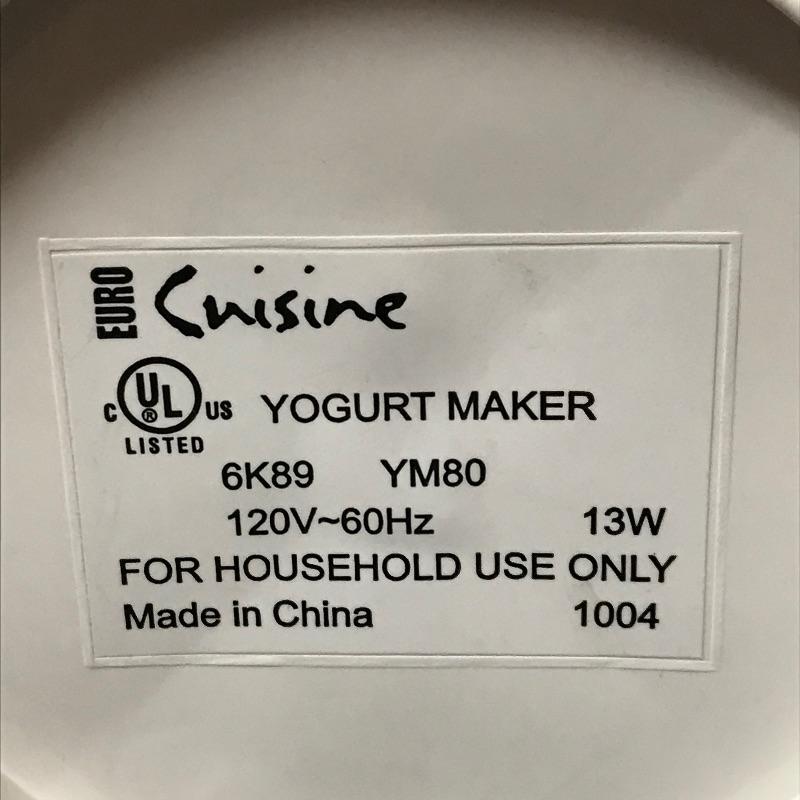 EURO Cuisine
C UL ® US
LISTED
YOGURT MAKER
6K89 YM80
120V~60Hz 13W
FOR HOUSEHOLD USE ONLY
Made in China 1004